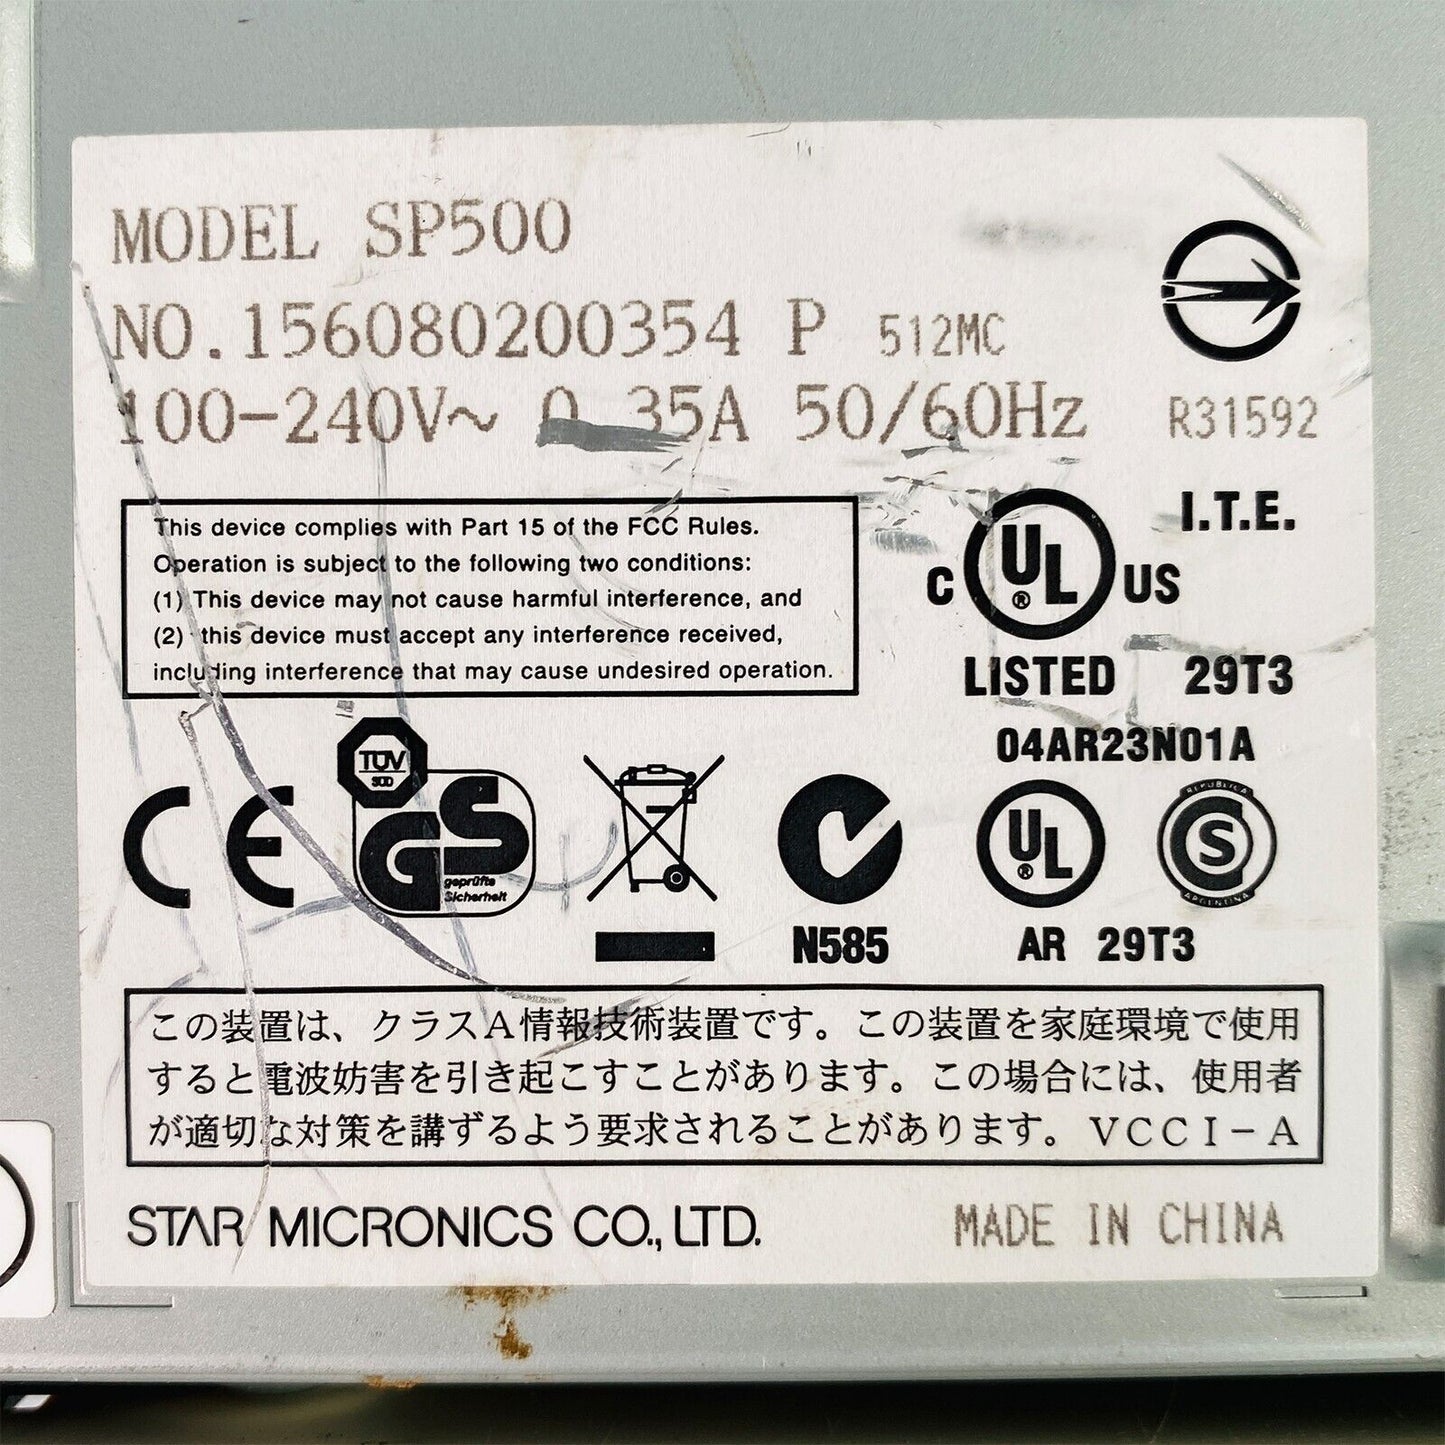 MODEL SP500
NO.156080200354 P 512MC
100-240V~ 0.35A 50/60Hz
R31592
This device complies with Part 15 of the FCC Rules.
Operation is subject to the following two conditions:
(1) This device may not cause harmful interference, and
(2) this device must accept any interference received,
including interference that may cause undesired operation.
I.T.E.
C UL ® US
LISTED 29T3
04AR23N01A
TÜV
SÜD
CE
GS
geprüfte
Sicherheit
N585
UL ®
AR 29T3
REPUBLICA
S
ARGENTINA
この装置は、クラスA情報技術装置です。この装置を家庭環境で使用
すると電波妨害を引き起こすことがあります。この場合には、使用者
が適切な対策を講ずるよう要求されることがあります。VCCI-A
STAR MICRONICS CO., LTD.
MADE IN CHINA